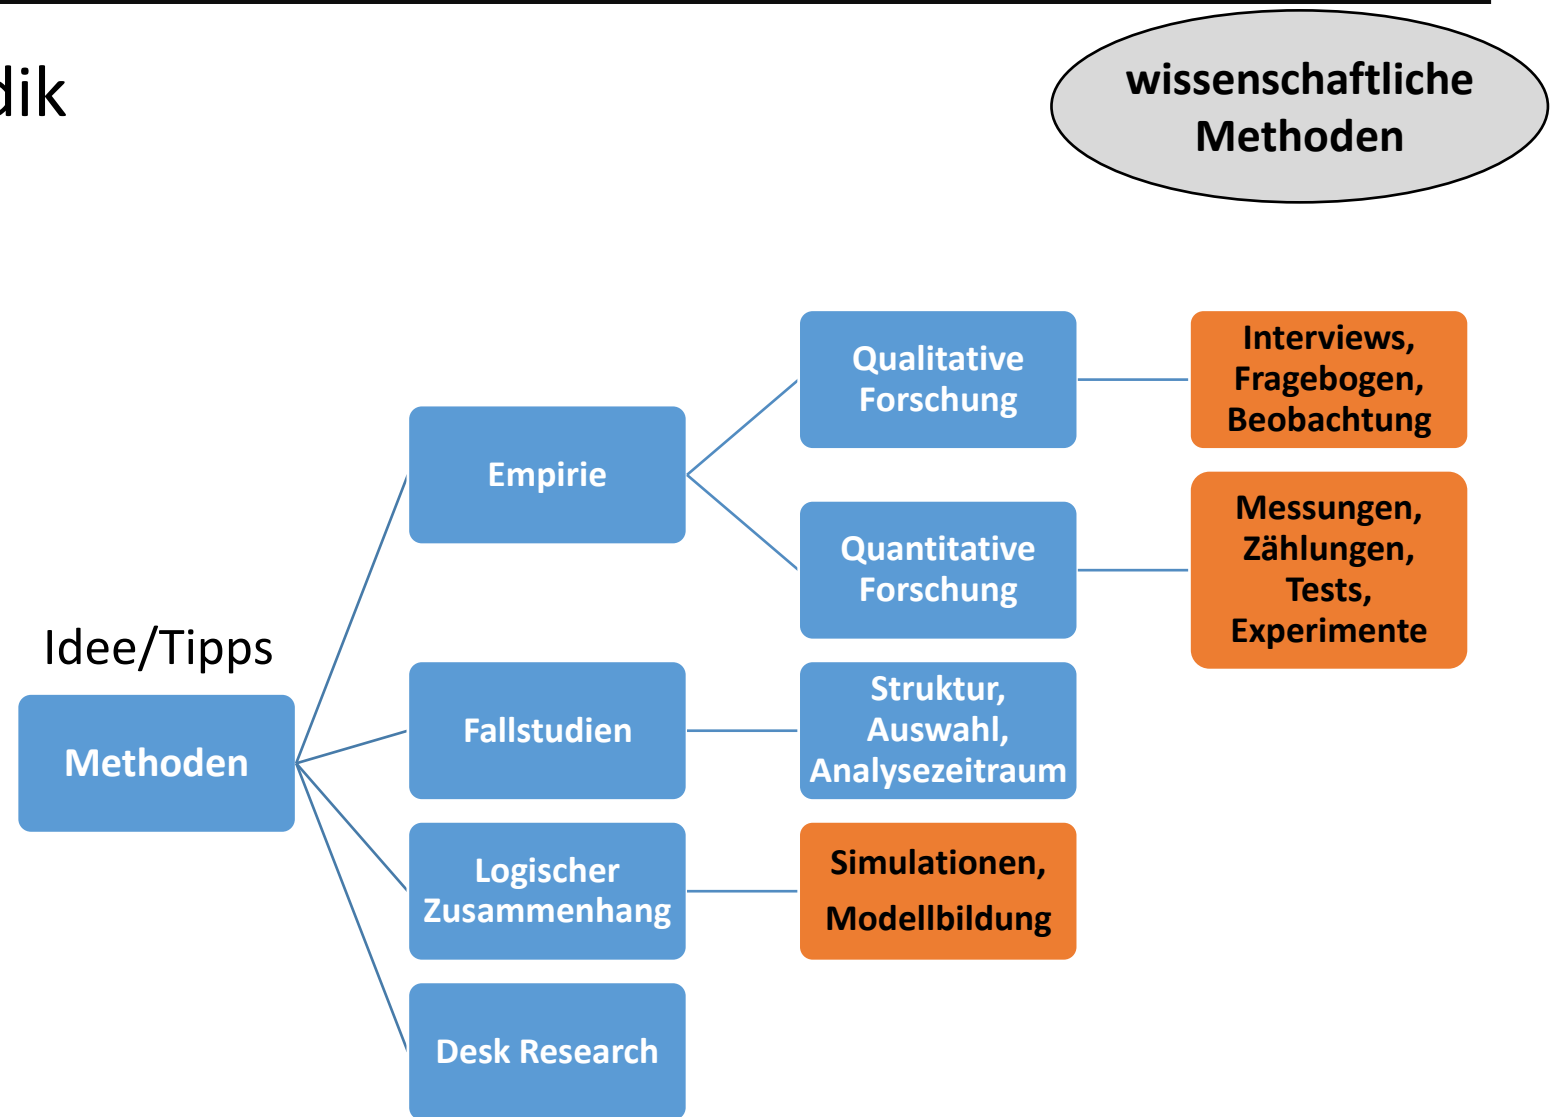 dik
wissenschaftliche
Methoden
Qualitative
Forschung
Interviews,
Fragebogen,
Beobachtung
Empirie
Quantitative
Forschung
Messungen,
Zählungen,
Tests,
Experimente
Idee/Tipps
Methoden
Fallstudien
Struktur,
Auswahl,
Analysezeitraum
Logischer
Zusammenhang
Simulationen,
Modellbildung
Desk Research